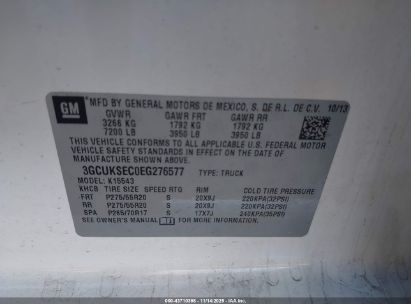 GM
*MFD BY GENERAL MOTORS DE MEXICO, S. DE R.L. DE C.V. 10/13
GVWR GAWR FRT GAWR RR
3266 KG 1792 KG 1792 KG
7200 LB 3950 LB 3950 LB
THIS VEHICLE CONFORMS TO ALL APPLICABLE U.S. FEDERAL MOTOR
VEHICLE SAFETY STANDARDS IN EFFECT ON THE DATE OF
MANUFACTURE SHOWN ABOVE.
3GCUKSEC0EG276577 TYPE: TRUCK
MODEL: K15543
KHCB TIRE SIZE SPEED RTG RIM COLD TIRE PRESSURE
FRT P275/55R20 S 20X9J 220KPA(32PSI)
RR P275/55R20 S 20X9J 220KPA(32PSI)
SPA P265/70R17 S 17X7J 240KPA(35PSI)
SEE OWNER'S MANUAL FOR MORE INFORMATION.